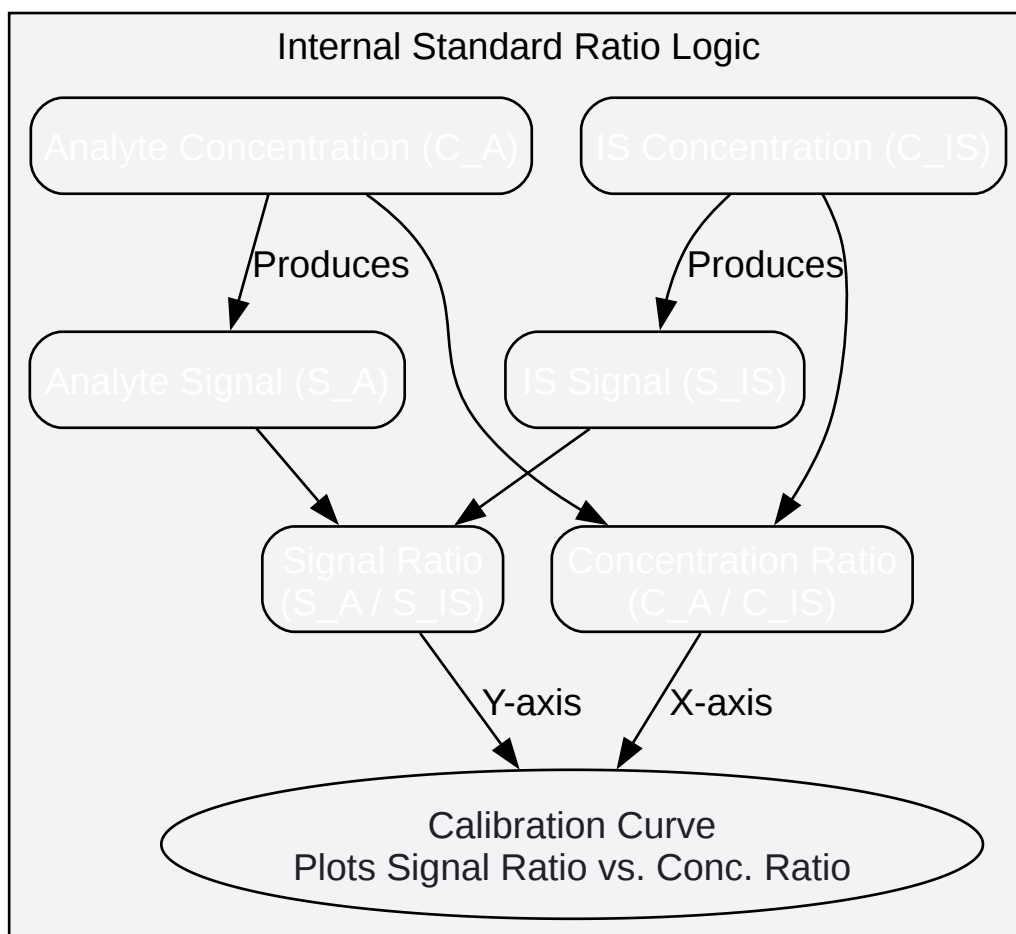 Internal Standard Ratio Logic
Analyte Concentration (C_A)
IS Concentration (C_IS)
Produces
Produces
Analyte Signal (S_A)
IS Signal (S_IS)
Signal Ratio
(S_A / S_IS)
Concentration Ratio
(C_A / C_IS)
Y-axis
X-axis
Calibration Curve
Plots Signal Ratio vs. Conc. Ratio